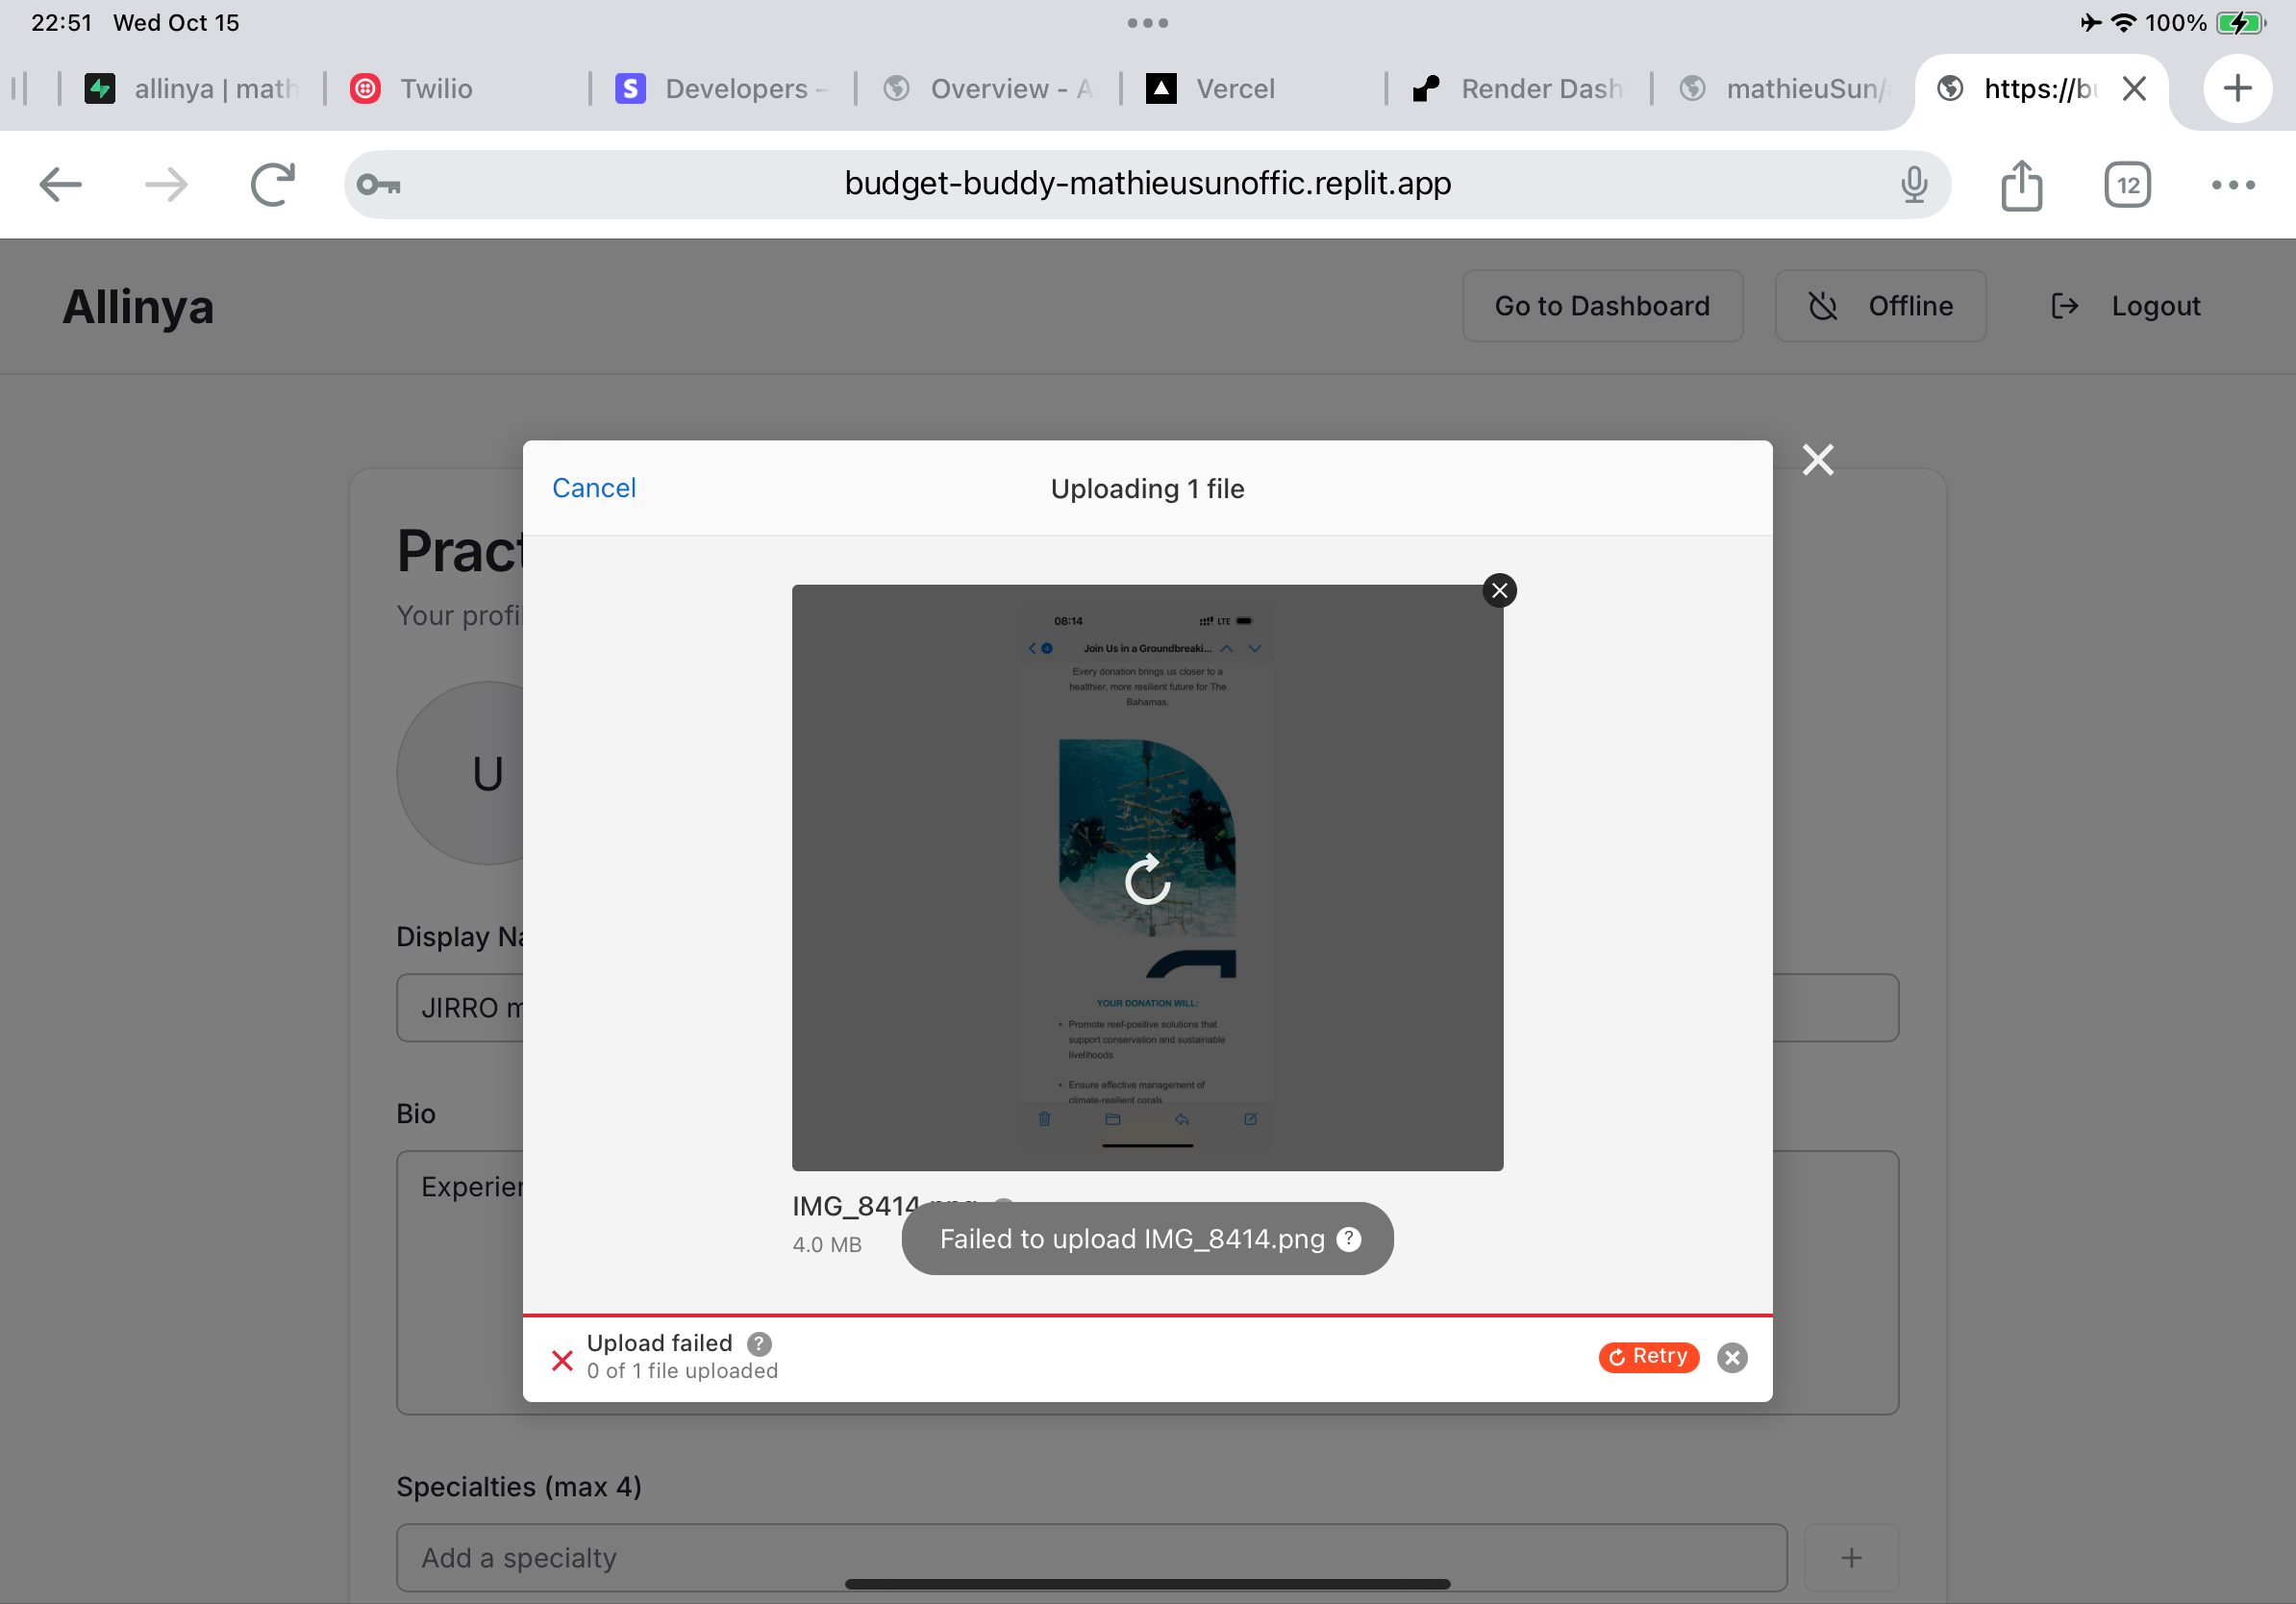 22:51 Wed Oct 15
100%
allinya | math
Twilio
Developers -
Overview - A
Vercel
Render Dash
mathieuSun/
https://bu
budget-buddy-mathieusunoffic.replit.app
12
Allinya
Go to Dashboard
Offline
Logout
Cancel
Uploading 1 file
Pract
Your profi
U
08:14
LTE
Join Us in a Groundbreaki...
Every donation brings us closer to a
healthier, more resilient future for The
Bahamas.
YOUR DONATION WILL:
• Promote reef-positive solutions that
support conservation and sustainable
livelihoods
• Ensure effective management of
climate-resilient corals
Display Na
JIRRO m
Bio
Experien
IMG_8414.png
4.0 MB
Failed to upload IMG_8414.png ?
Upload failed ?
0 of 1 file uploaded
Retry
Specialties (max 4)
Add a specialty
+